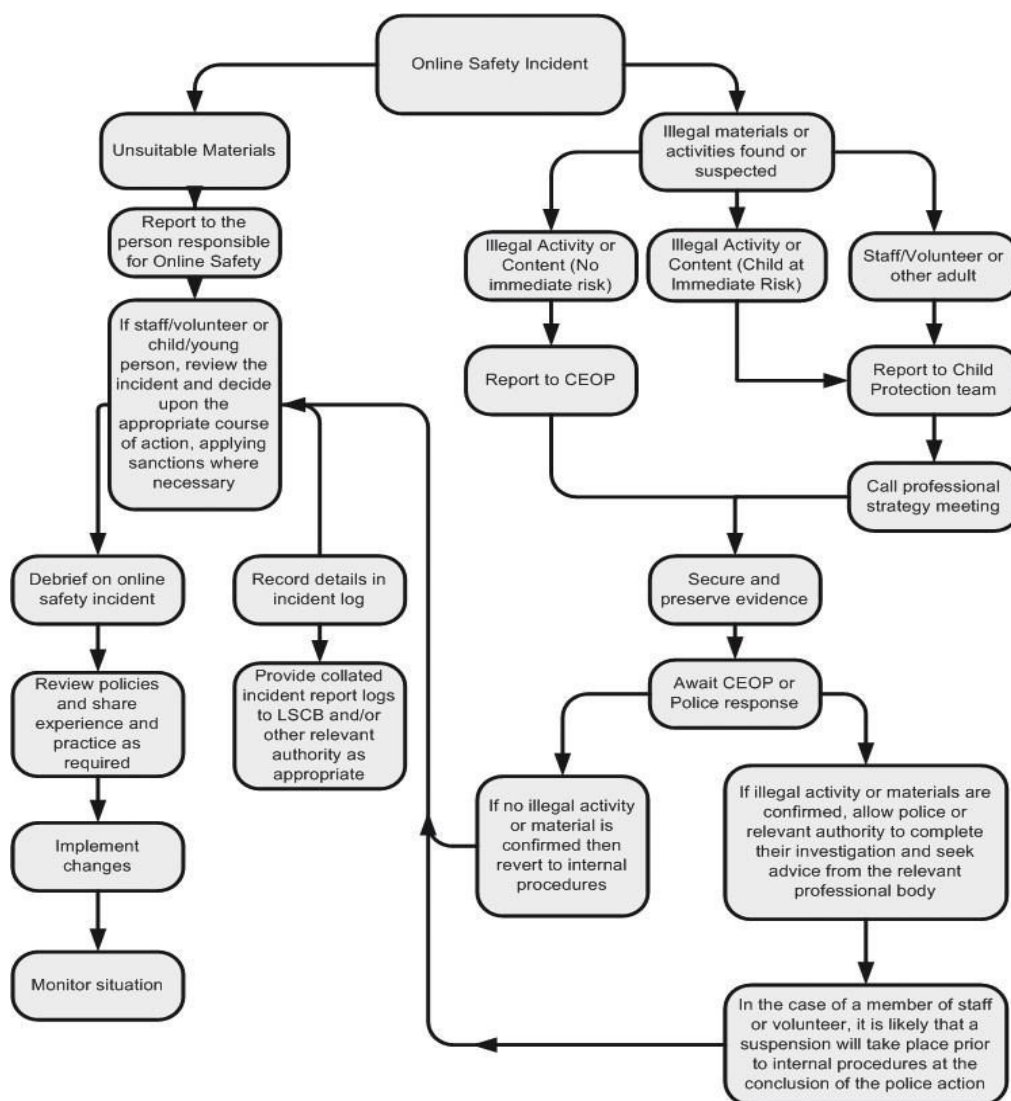 Online Safety Incident
Unsuitable Materials
Report to the
person responsible
for Online Safety
If staff/volunteer or
child/young
person, review the
incident and decide
upon the
appropriate course
of action, applying
sanctions where
necessary
Debrief on online
safety incident
Review policies
and share
experience and
practice as
required
Implement
changes
Monitor situation
Record details in
incident log
Provide collated
incident report logs
to LSCB and/or
other relevant
authority as
appropriate
Illegal materials or
activities found or
suspected
Illegal Activity or
Content (No
immediate risk)
Illegal Activity or
Content (Child at
Immediate Risk)
Staff/Volunteer or
other adult
Report to CEOP
Report to Child
Protection team
Call professional
strategy meeting
Secure and
preserve evidence
Await CEOP or
Police response
If no illegal activity
or material is
confirmed then
revert to internal
procedures
If illegal activity or materials are
confirmed, allow police or
relevant authority to complete
their investigation and seek
advice from the relevant
professional body
In the case of a member of staff
or volunteer, it is likely that a
suspension will take place prior
to internal procedures at the
conclusion of the police action